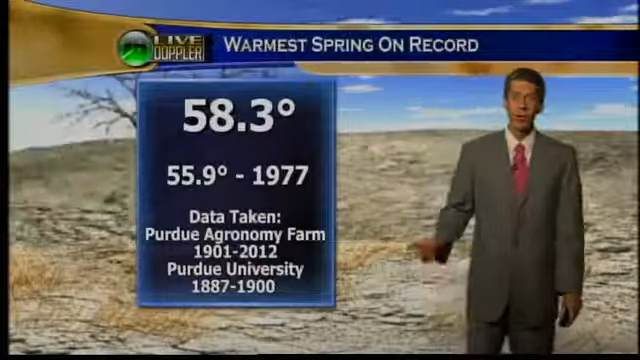 LIVE
DOPPLER
WARMEST SPRING ON RECORD
58.3°
55.9° - 1977
Data Taken:
Purdue Agronomy Farm
1901-2012
Purdue University
1887-1900